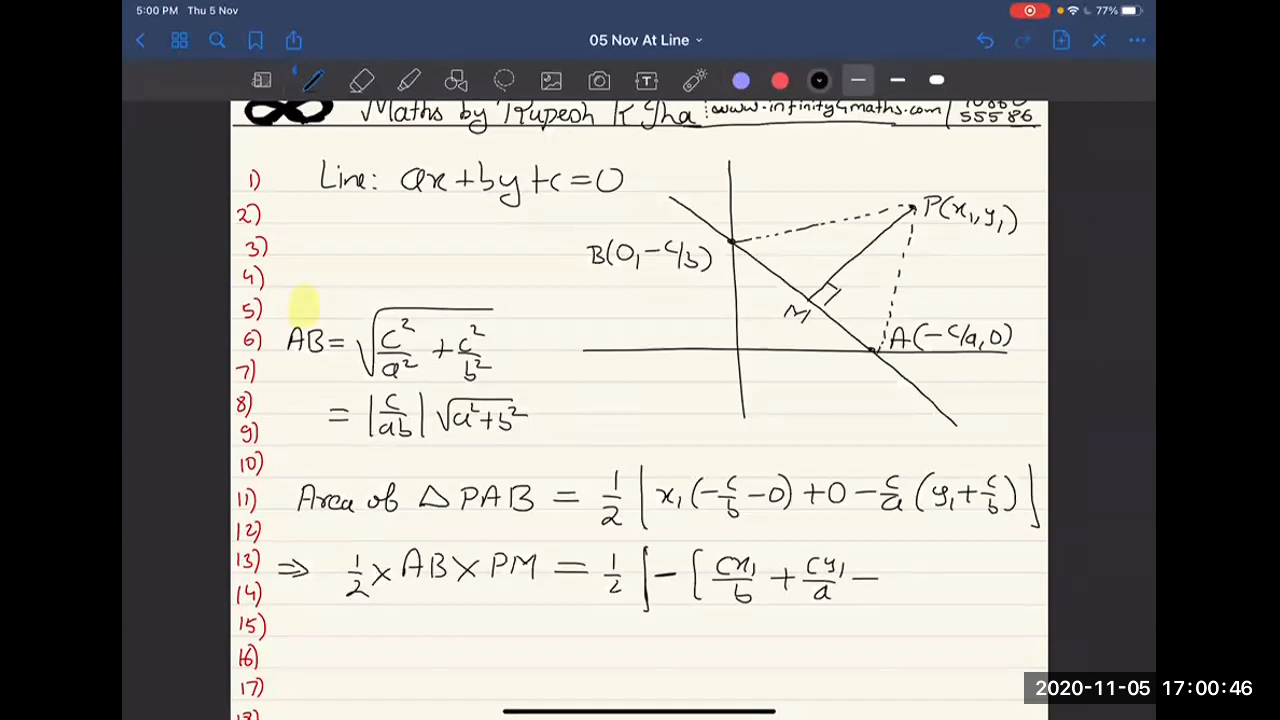 5:00 PM Thu 5 Nov
77%
05 Nov At Line
Maths by Rupesh K Jha
www.infinity4maths.com/
55586
1)
Line: ax+by+c=0
2)
P(x₁,y₁)
3)
B(0,-c/b)
4)
5)
M
6)
AB = √(c²/a² + c²/b²)
A(-c/a,0)
7)
8)
= |c/ab| √a²+b²
9)
10)
11)
Area of △ PAB = 1/2 | x₁(-c/b-0)+0-c/a(y₁+c/b) |
12)
13)
⇒ 1/2 × AB × PM = 1/2 | - [ cx₁/b + cy₁/a -
14)
15)
16)
17)
2020-11-05 17:00:46